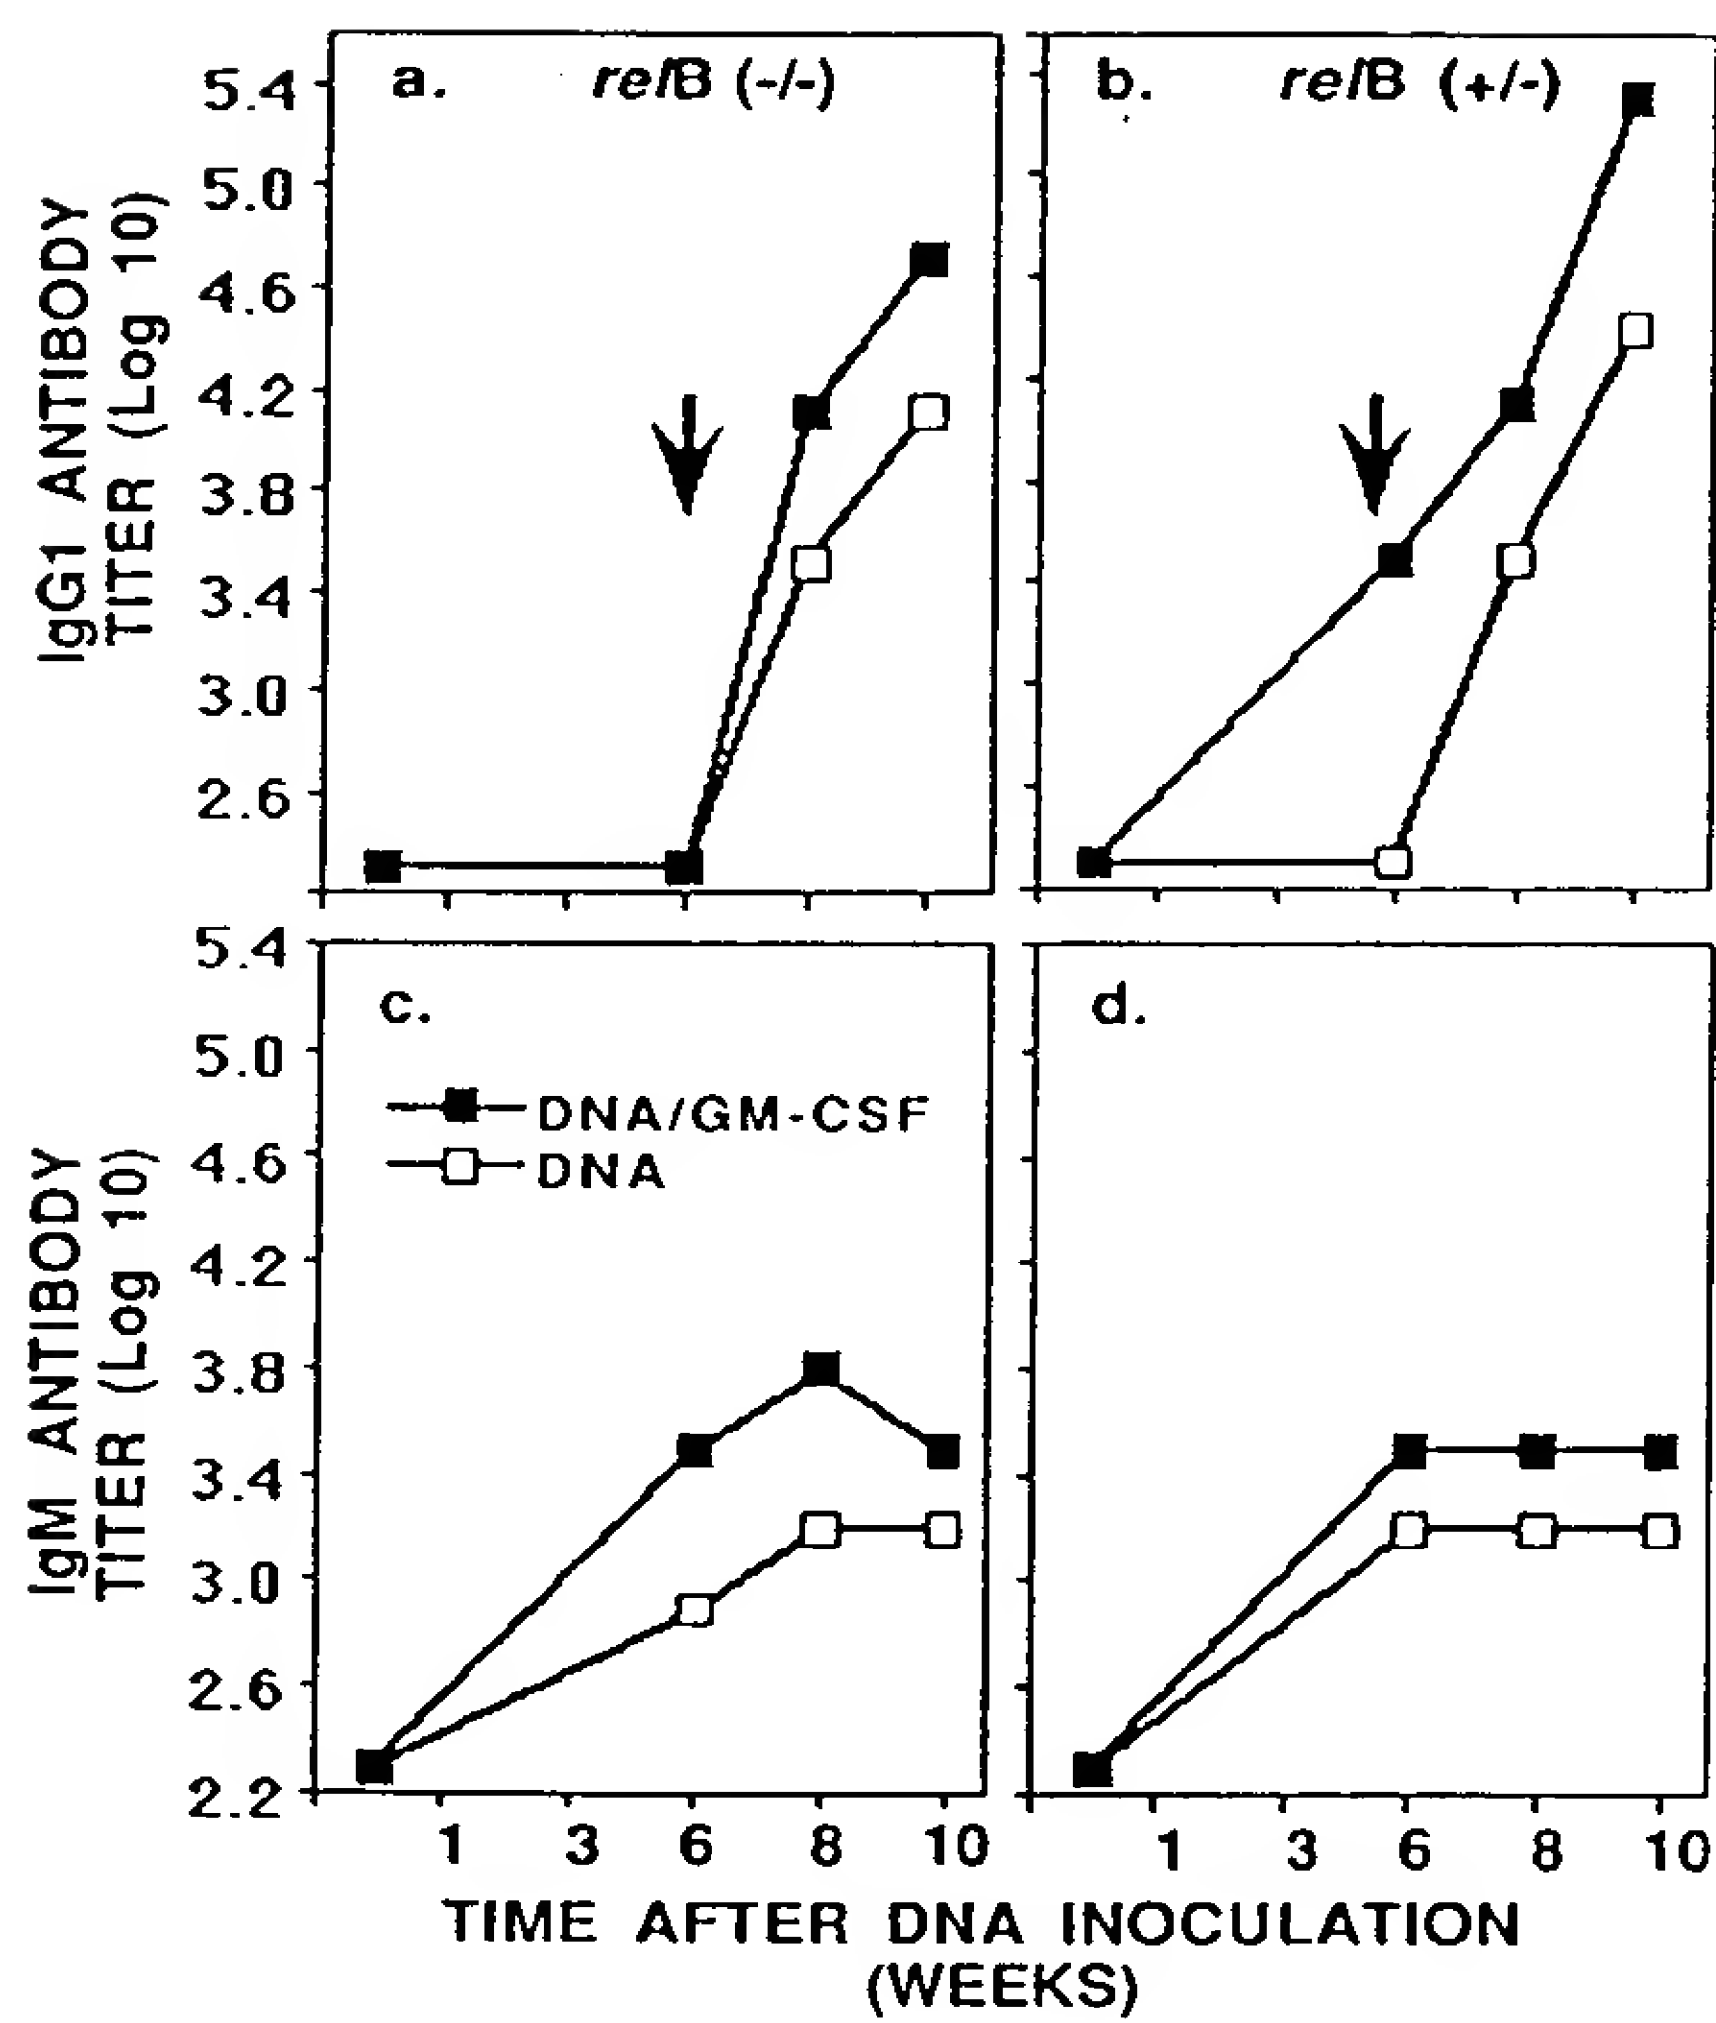 a. relB (-/-)
b. relB (+/-)
5.4
5.0
4.6
4.2
3.8
3.4
3.0
2.6
IgG1 ANTIBODY
TITER (Log 10)
c.
d.
DNA/GM-CSF
DNA
5.4
5.0
4.6
4.2
3.8
3.4
3.0
2.6
2.2
IgM ANTIBODY
TITER (Log 10)
1 3 6 8 10
1 3 6 8 10
TIME AFTER DNA INOCULATION
(WEEKS)